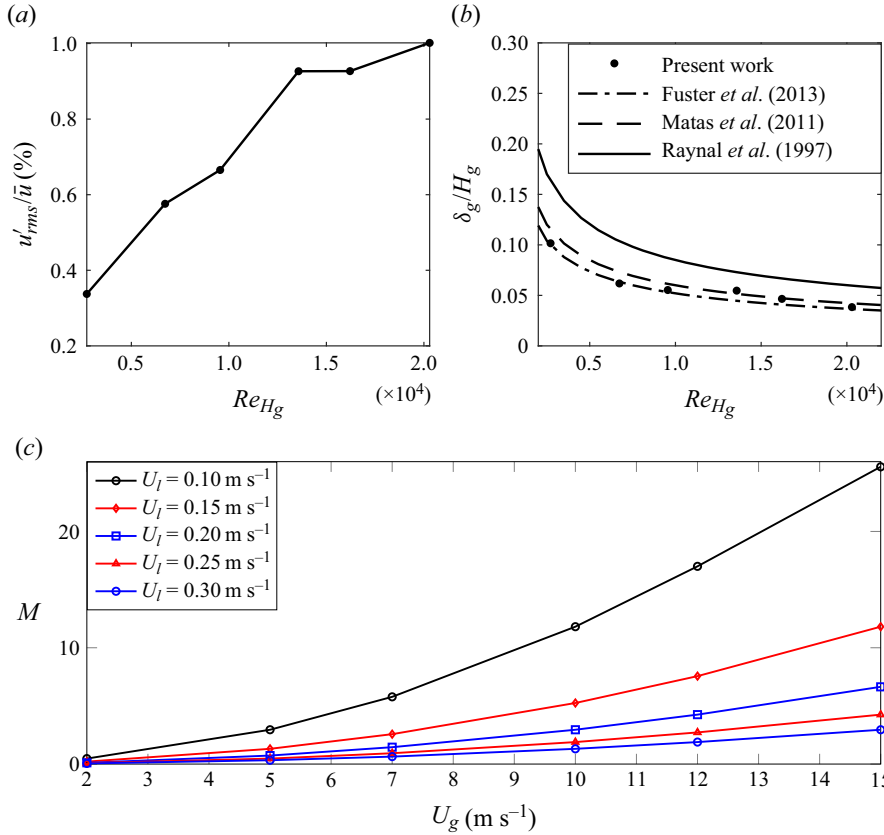 (a)
1.0
0.8
0.6
0.4
0.2
u′rms/ū (%)
0.5 1.0 1.5 2.0
ReHg (×10⁴)
(b)
0.30
0.25
0.20
0.15
0.10
0.05
0
δg/Hg
Present work
Fuster et al. (2013)
Matas et al. (2011)
Raynal et al. (1997)
0.5 1.0 1.5 2.0
ReHg (×10⁴)
(c)
Ul = 0.10 m s–1
Ul = 0.15 m s–1
Ul = 0.20 m s–1
Ul = 0.25 m s–1
Ul = 0.30 m s–1
20
10
0
M
2 3 4 5 6 7 8 9 10 11 12 13 14 15
Ug (m s–1)